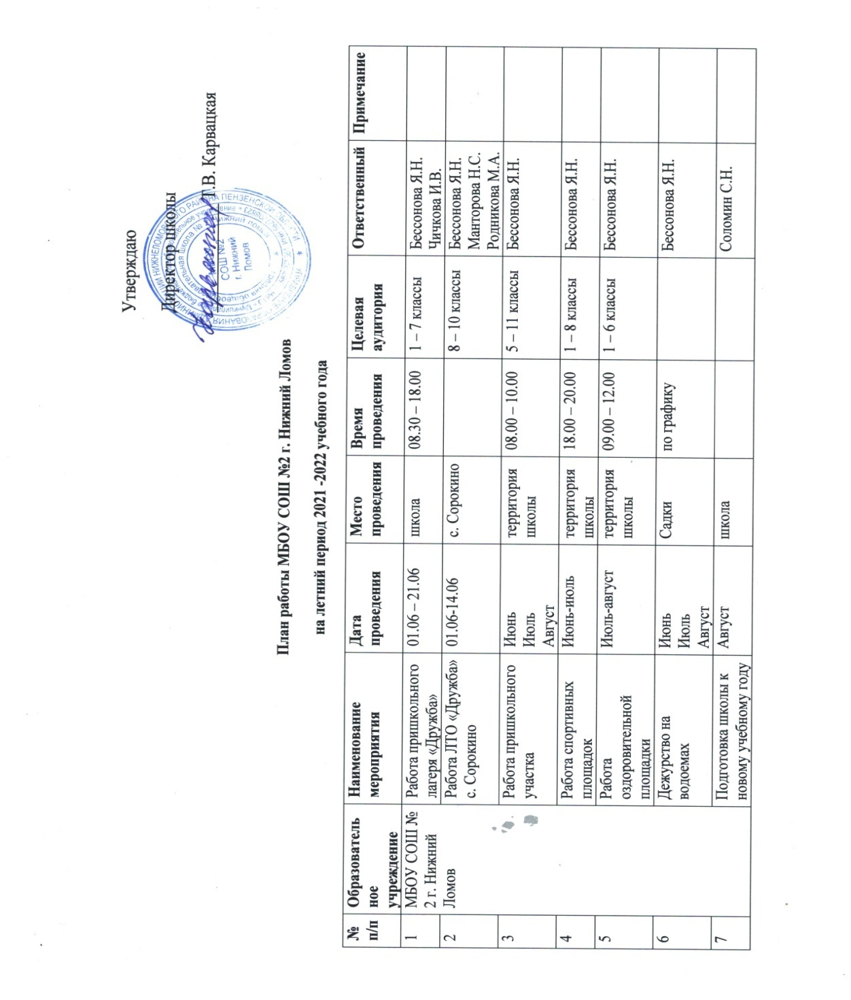 Утверждаю
Директор школы
Т.В. Карвацкая
СОШ №2
г. Нижний
Ломов
План работы МБОУ СОШ №2 г. Нижний Ломов
на летний период 2021 -2022 учебного года
№ п/п | Образователь ное учреждение | Наименование мероприятия | Дата проведения | Место проведения | Время проведения | Целевая аудитория | Ответственный | Примечание
1 | МБОУ СОШ № 2 г. Нижний Ломов | Работа пришкольного лагеря «Дружба» | 01.06 – 21.06 | школа | 08.30 – 18.00 | 1 – 7 классы | Бессонова Я.Н. Чичкова И.В.
2 | Работа ЛТО «Дружба» с. Сорокино | 01.06-14.06 | с. Сорокино | 8 – 10 классы | Бессонова Я.Н. Манторова Н.С. Родникова М.А.
3 | Работа пришкольного участка | Июнь Июль Август | территория школы | 08.00 – 10.00 | 5 – 11 классы | Бессонова Я.Н.
4 | Работа спортивных площадок | Июнь-июль | территория школы | 18.00 – 20.00 | 1 – 8 классы | Бессонова Я.Н.
5 | Работа оздоровительной площадки | Июль-август | территория школы | 09.00 – 12.00 | 1 – 6 классы | Бессонова Я.Н.
6 | Дежурство на водоемах | Июнь Июль Август | Садки | по графику | Бессонова Я.Н.
7 | Подготовка школы к новому учебному году | Август | школа | Соломин С.Н.